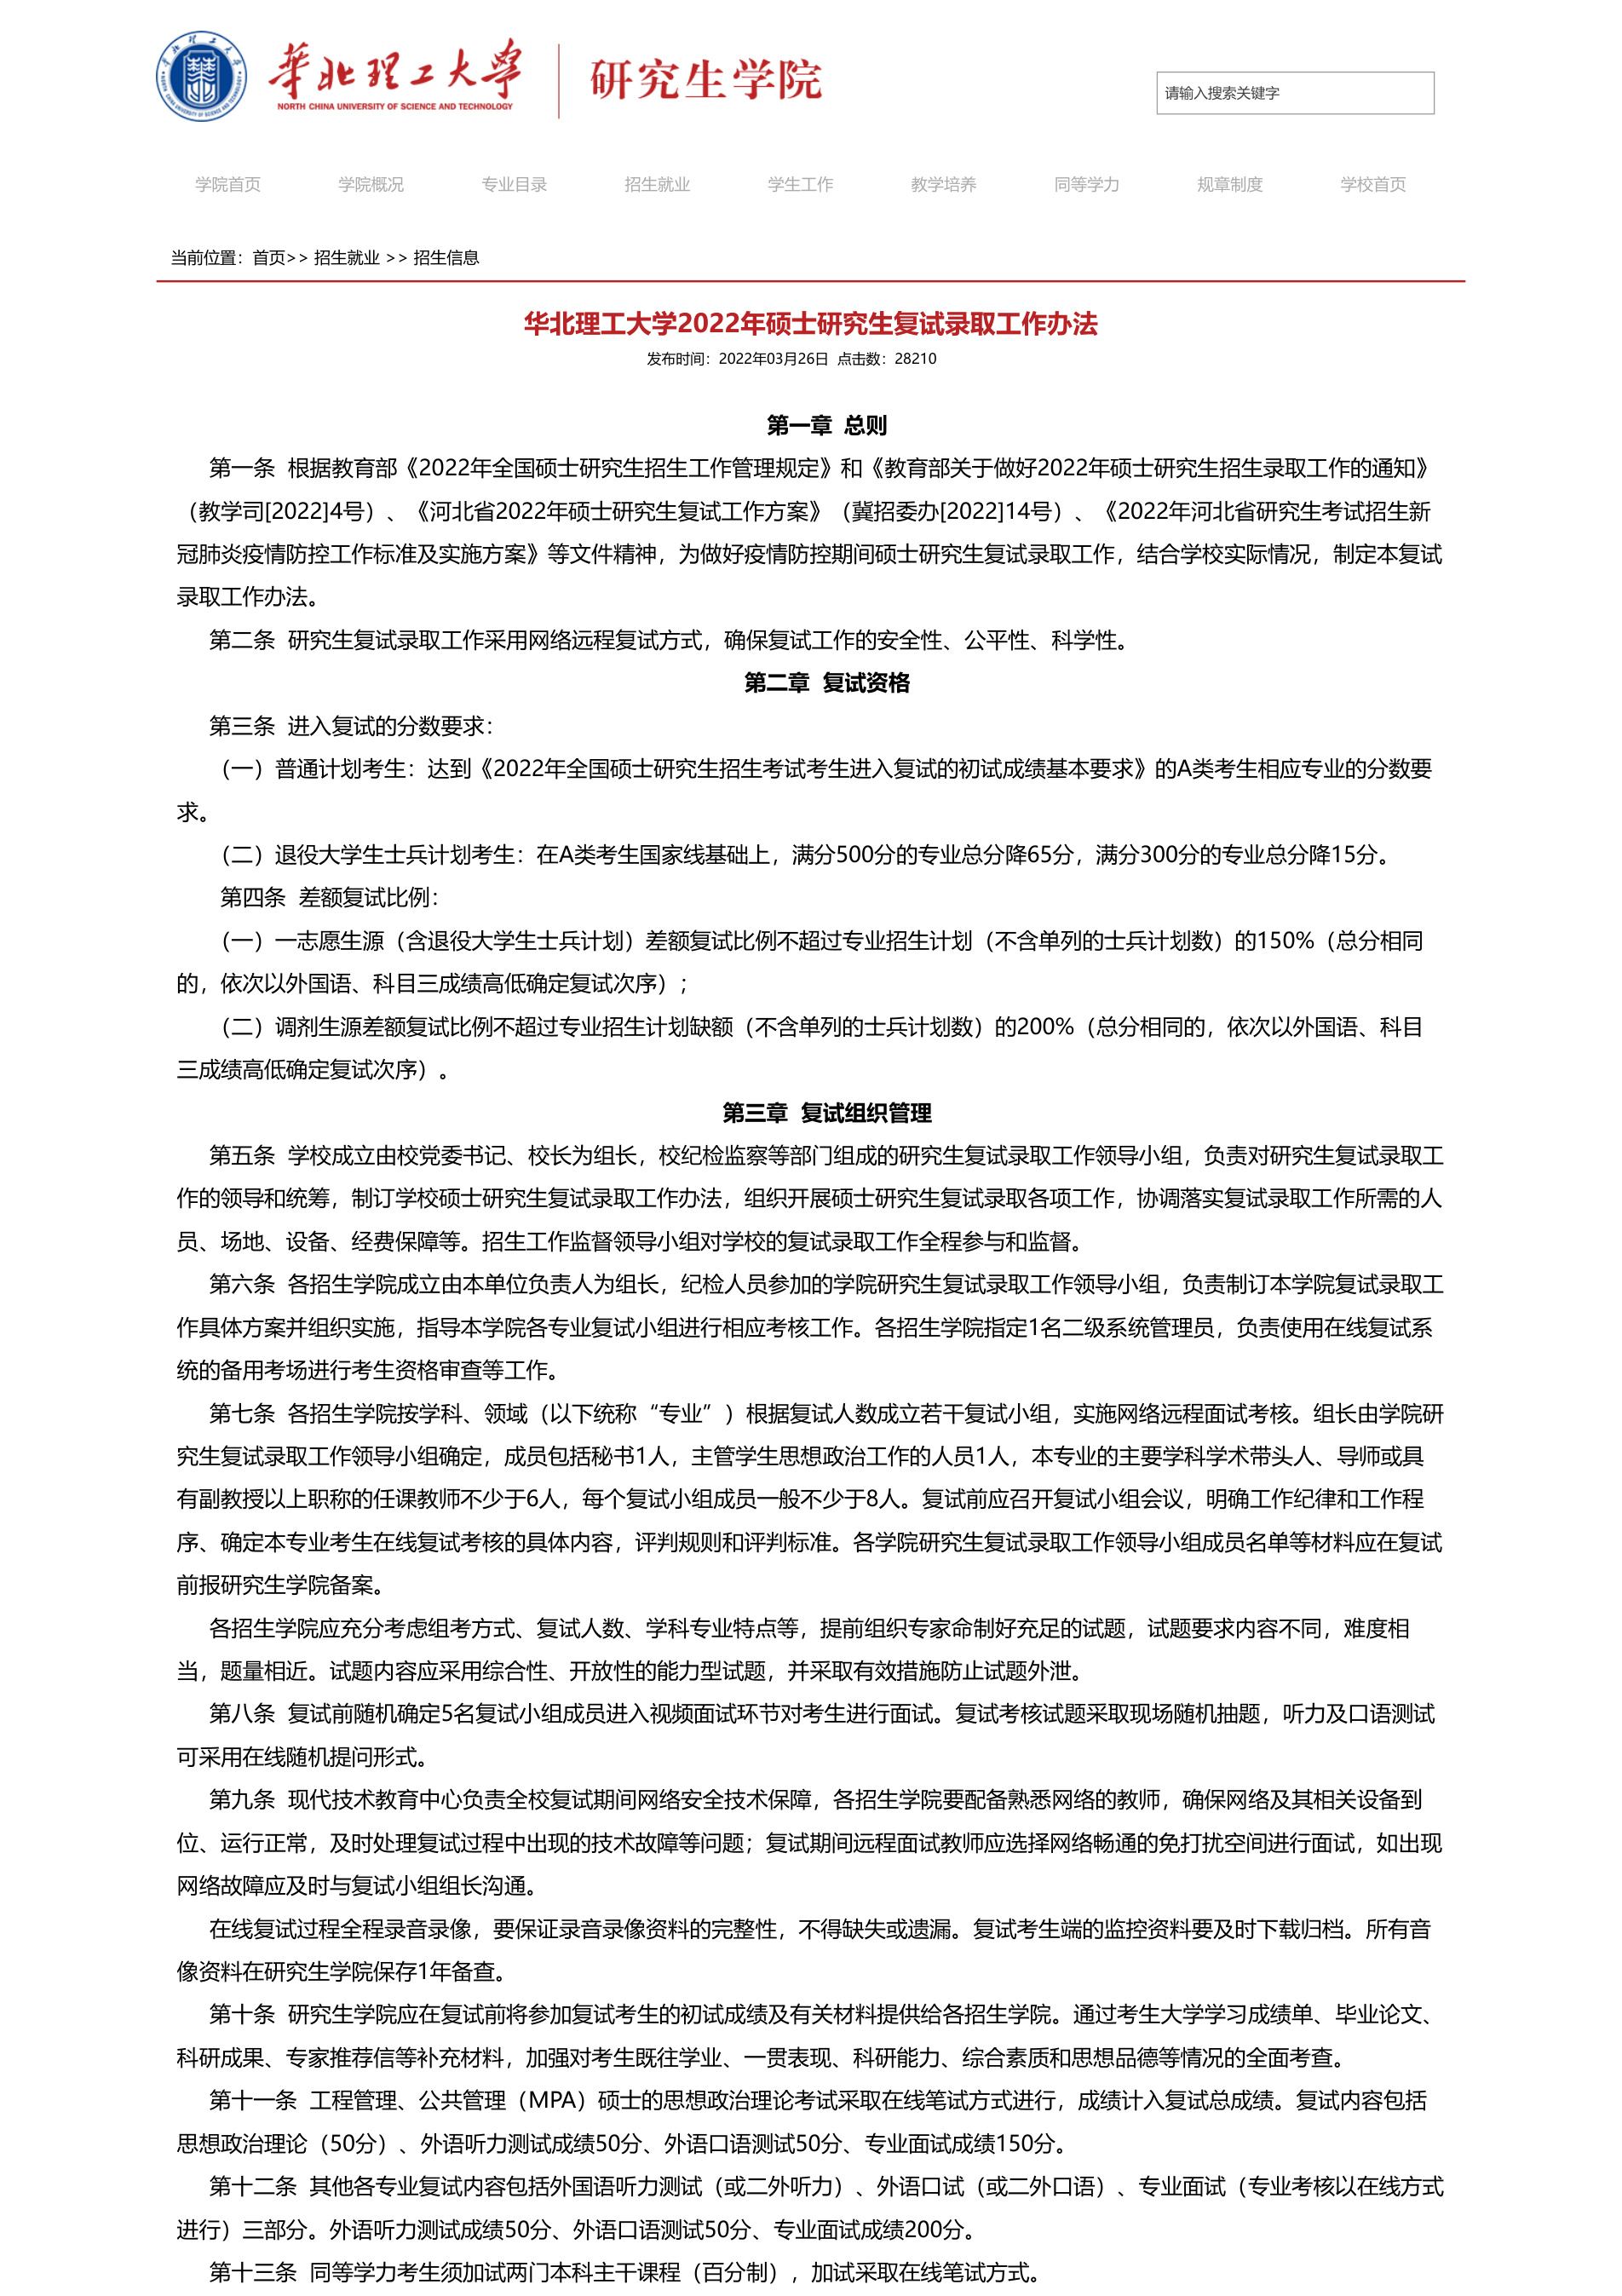 華北理工大学
NORTH CHINA UNIVERSITY OF SCIENCE AND TECHNOLOGY
研究生学院
请输入搜索关键字
学院首页 学院概况 专业目录 招生就业 学生工作 教学培养 同等学力 规章制度 学校首页
当前位置：首页>> 招生就业 >> 招生信息
华北理工大学2022年硕士研究生复试录取工作办法
发布时间：2022年03月26日 点击数：28210
第一章 总则
第一条 根据教育部《2022年全国硕士研究生招生工作管理规定》和《教育部关于做好2022年硕士研究生招生录取工作的通知》
（教学司[2022]4号）、《河北省2022年硕士研究生复试工作方案》（冀招委办[2022]14号）、《2022年河北省研究生考试招生新
冠肺炎疫情防控工作标准及实施方案》等文件精神，为做好疫情防控期间硕士研究生复试录取工作，结合学校实际情况，制定本复试
录取工作办法。
第二条 研究生复试录取工作采用网络远程复试方式，确保复试工作的安全性、公平性、科学性。
第二章 复试资格
第三条 进入复试的分数要求：
（一）普通计划考生：达到《2022年全国硕士研究生招生考试考生进入复试的初试成绩基本要求》的A类考生相应专业的分数要
求。
（二）退役大学生士兵计划考生：在A类考生国家线基础上，满分500分的专业总分降65分，满分300分的专业总分降15分。
第四条 差额复试比例：
（一）一志愿生源（含退役大学生士兵计划）差额复试比例不超过专业招生计划（不含单列的士兵计划数）的150%（总分相同
的，依次以外国语、科目三成绩高低确定复试次序）；
（二）调剂生源差额复试比例不超过专业招生计划缺额（不含单列的士兵计划数）的200%（总分相同的，依次以外国语、科目
三成绩高低确定复试次序）。
第三章 复试组织管理
第五条 学校成立由校党委书记、校长为组长，校纪检监察等部门组成的研究生复试录取工作领导小组，负责对研究生复试录取工
作的领导和统筹，制订学校硕士研究生复试录取工作办法，组织开展硕士研究生复试录取各项工作，协调落实复试录取工作所需的人
员、场地、设备、经费保障等。招生工作监督领导小组对学校的复试录取工作全程参与和监督。
第六条 各招生学院成立由本单位负责人为组长，纪检人员参加的学院研究生复试录取工作领导小组，负责制订本学院复试录取工
作具体方案并组织实施，指导本学院各专业复试小组进行相应考核工作。各招生学院指定1名二级系统管理员，负责使用在线复试系
统的备用考场进行考生资格审查等工作。
第七条 各招生学院按学科、领域（以下统称“专业”）根据复试人数成立若干复试小组，实施网络远程面试考核。组长由学院研
究生复试录取工作领导小组确定，成员包括秘书1人，主管学生思想政治工作的人员1人，本专业的主要学科学术带头人、导师或具
有副教授以上职称的任课教师不少于6人，每个复试小组成员一般不少于8人。复试前应召开复试小组会议，明确工作纪律和工作程
序、确定本专业考生在线复试考核的具体内容，评判规则和评判标准。各学院研究生复试录取工作领导小组成员名单等材料应在复试
前报研究生学院备案。
各招生学院应充分考虑组考方式、复试人数、学科专业特点等，提前组织专家命制好充足的试题，试题要求内容不同，难度相
当，题量相近。试题内容应采用综合性、开放性的能力型试题，并采取有效措施防止试题外泄。
第八条 复试前随机确定5名复试小组成员进入视频面试环节对考生进行面试。复试考核试题采取现场随机抽题，听力及口语测试
可采用在线随机提问形式。
第九条 现代技术教育中心负责全校复试期间网络安全技术保障，各招生学院要配备熟悉网络的教师，确保网络及其相关设备到
位、运行正常，及时处理复试过程中出现的技术故障等问题；复试期间远程面试教师应选择网络畅通的免打扰空间进行面试，如出现
网络故障应及时与复试小组组长沟通。
在线复试过程全程录音录像，要保证录音录像资料的完整性，不得缺失或遗漏。复试考生端的监控资料要及时下载归档。所有音
像资料在研究生学院保存1年备查。
第十条 研究生学院应在复试前将参加复试考生的初试成绩及有关材料提供给各招生学院。通过考生大学学习成绩单、毕业论文、
科研成果、专家推荐信等补充材料，加强对考生既往学业、一贯表现、科研能力、综合素质和思想品德等情况的全面考查。
第十一条 工程管理、公共管理（MPA）硕士的思想政治理论考试采取在线笔试方式进行，成绩计入复试总成绩。复试内容包括
思想政治理论（50分）、外语听力测试成绩50分、外语口语测试50分、专业面试成绩150分。
第十二条 其他各专业复试内容包括外国语听力测试（或二外听力）、外语口试（或二外口语）、专业面试（专业考核以在线方式
进行）三部分。外语听力测试成绩50分、外语口语测试50分、专业面试成绩200分。
第十三条 同等学力考生须加试两门本科主干课程（百分制），加试采取在线笔试方式。